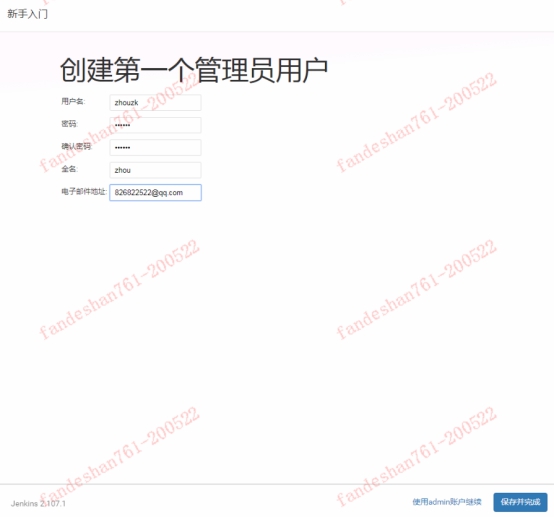 新手入门
创建第一个管理员用户
用户名: zhouzk
密码: ••••••
确认密码: ••••••
全名: zhou
电子邮件地址: 826822522@qq.com
Jenkins 2.107.1 使用admin账户继续 保存并完成
fandeshan761-200522
fandeshan761-200522
fandeshan761-200522
fandeshan761-200522
fandeshan761-200522
fandeshan761-200522